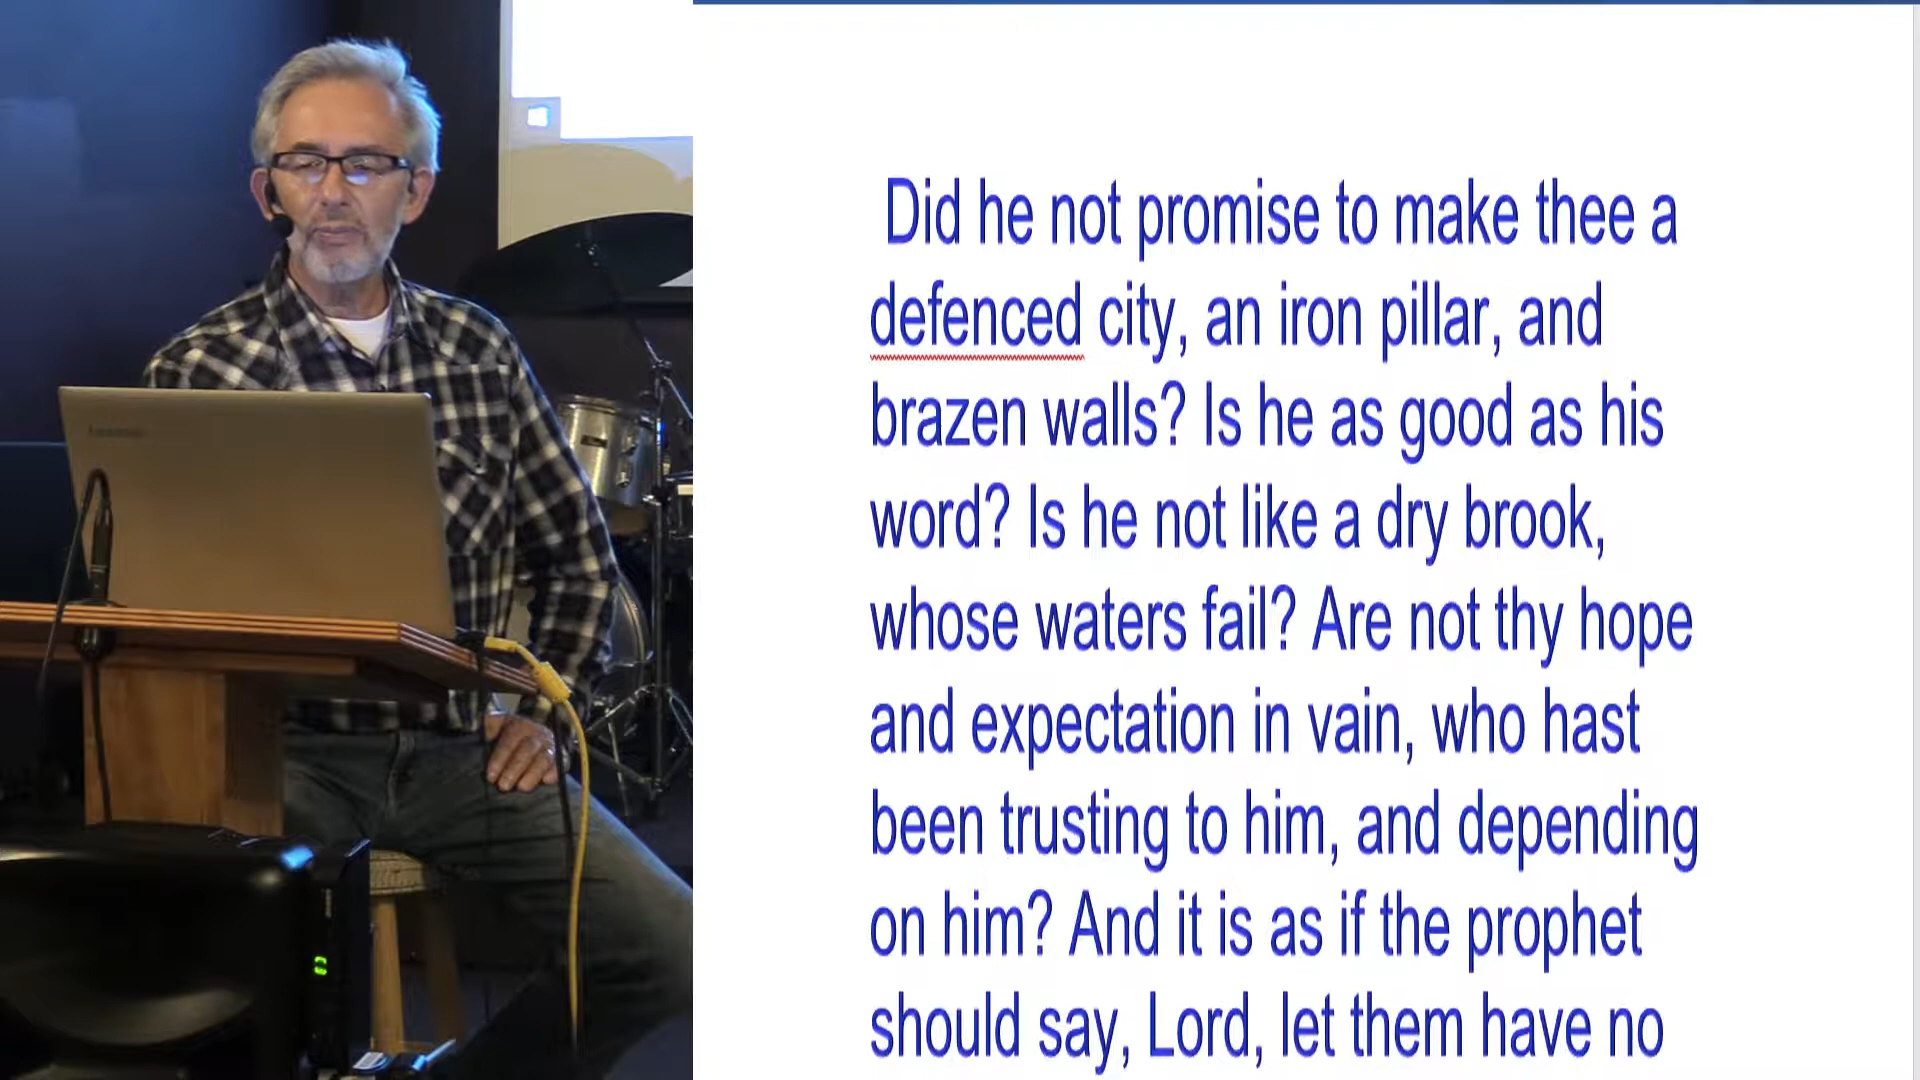 Did he not promise to make thee a
defenced city, an iron pillar, and
brazen walls? Is he as good as his
word? Is he not like a dry brook,
whose waters fail? Are not thy hope
and expectation in vain, who hast
been trusting to him, and depending
on him? And it is as if the prophet
should say, Lord, let them have no